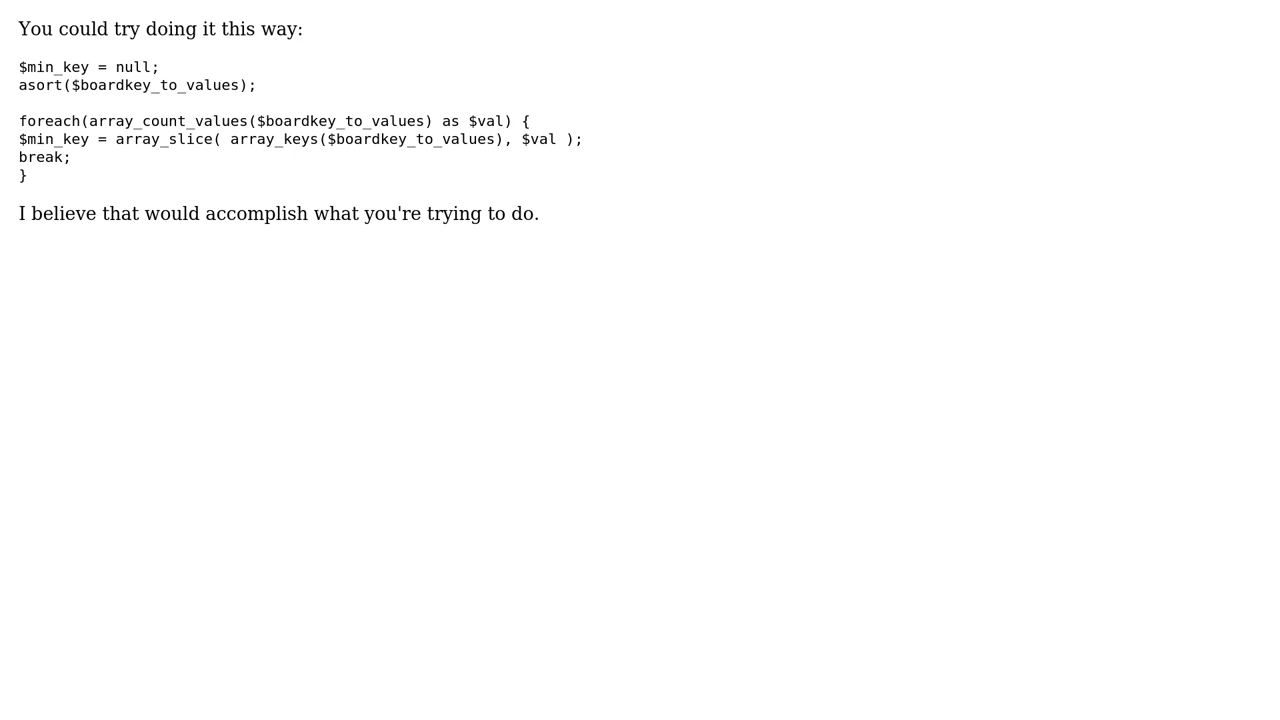 You could try doing it this way:
$min_key = null;
asort($boardkey_to_values);
foreach(array_count_values($boardkey_to_values) as $val) {
$min_key = array_slice( array_keys($boardkey_to_values), $val );
break;
}
I believe that would accomplish what you're trying to do.